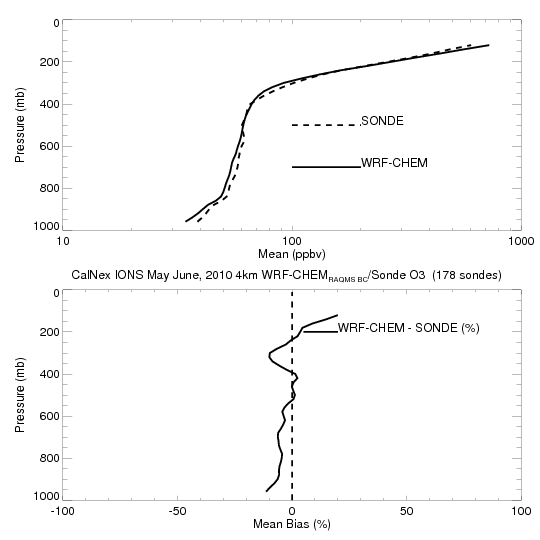 0
200
400
600
800
1000
Pressure (mb)
SONDE
WRF-CHEM
10 100 1000
Mean (ppbv)
CalNex IONS May June, 2010 4km WRF-CHEM RAQMS BC/Sonde O3 (178 sondes)
0
200
400
600
800
1000
Pressure (mb)
WRF-CHEM - SONDE (%)
-100 -50 0 50 100
Mean Bias (%)